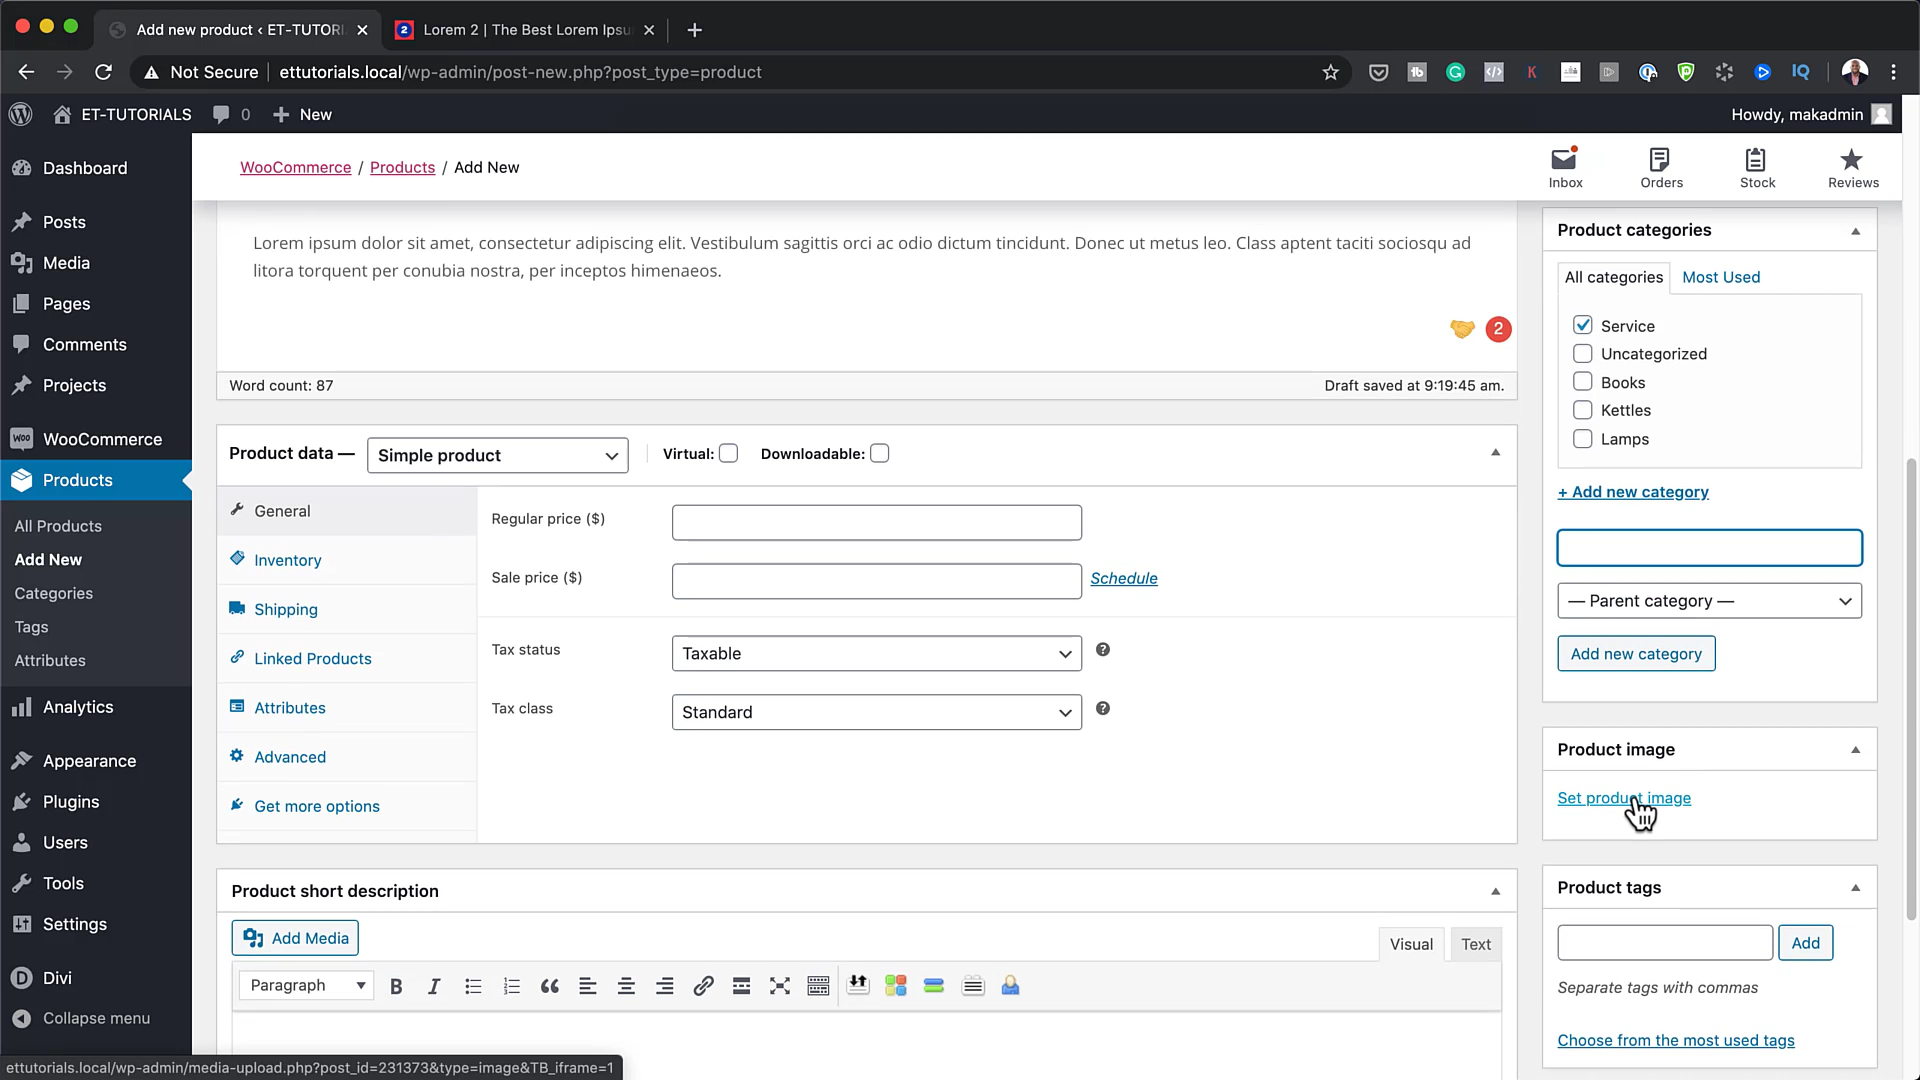 Add new product ‹ ET-TUTORI
Lorem 2 | The Best Lorem Ipsu
Not Secure
ettutorials.local/wp-admin/post-new.php?post_type=product
ET-TUTORIALS
0
New
Howdy, makadmin
WooCommerce / Products / Add New
Inbox
Orders
Stock
Reviews
Dashboard
Posts
Media
Pages
Comments
Projects
WooCommerce
Products
All Products
Add New
Categories
Tags
Attributes
Analytics
Appearance
Plugins
Users
Tools
Settings
Divi
Collapse menu
Lorem ipsum dolor sit amet, consectetur adipiscing elit. Vestibulum sagittis orci ac odio dictum tincidunt. Donec ut metus leo. Class aptent taciti sociosqu ad
litora torquent per conubia nostra, per inceptos himenaeos.
2
Word count: 87
Draft saved at 9:19:45 am.
Product data —
Simple product
Virtual:
Downloadable:
General
Inventory
Shipping
Linked Products
Attributes
Advanced
Get more options
Regular price ($)
Sale price ($)
Schedule
Tax status
Taxable
Tax class
Standard
Product short description
Add Media
Visual
Text
Paragraph
Product categories
All categories
Most Used
Service
Uncategorized
Books
Kettles
Lamps
+ Add new category
— Parent category —
Add new category
Product image
Set product image
Product tags
Add
Separate tags with commas
Choose from the most used tags
ettutorials.local/wp-admin/media-upload.php?post_id=231373&type=image&TB_iframe=1